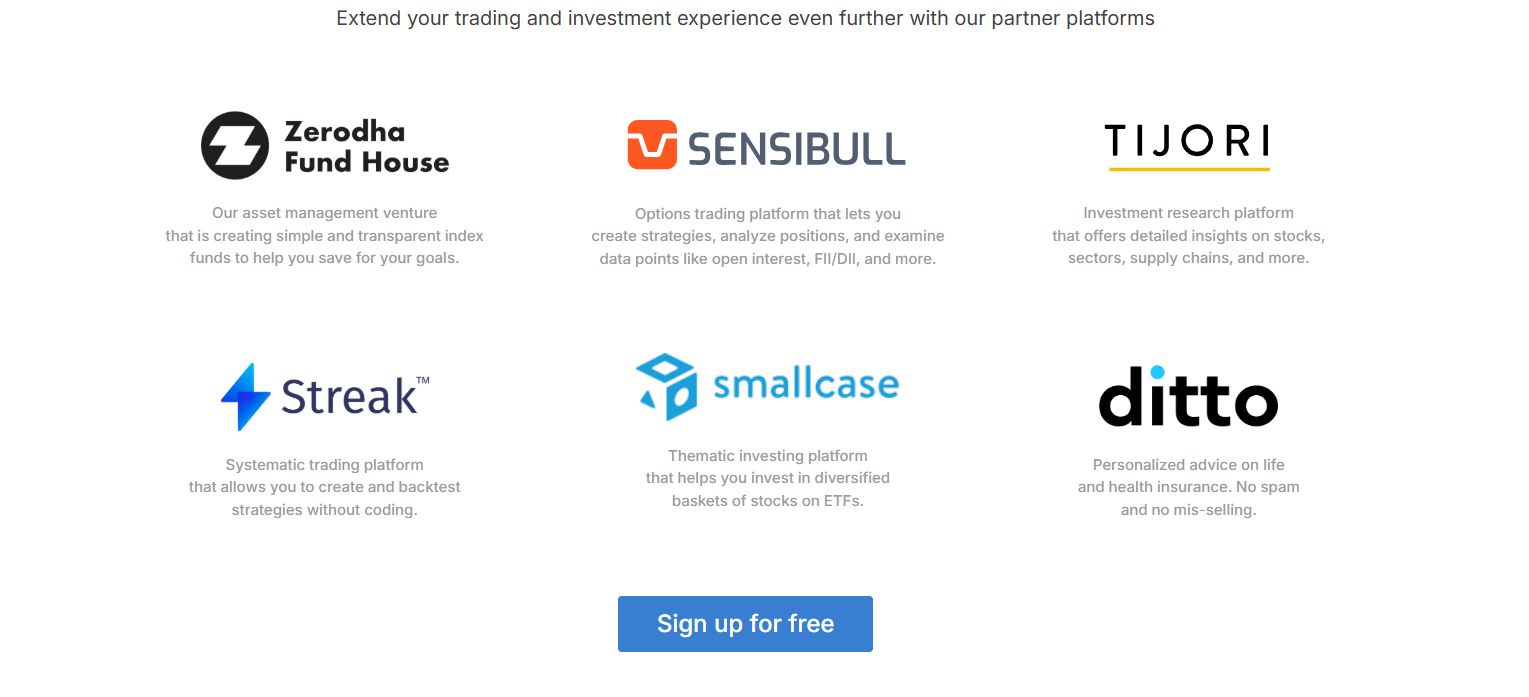 Extend your trading and investment experience even further with our partner platforms
Zerodha
Fund House
Our asset management venture
that is creating simple and transparent index
funds to help you save for your goals.
SENSIBULL
Options trading platform that lets you
create strategies, analyze positions, and examine
data points like open interest, FII/DII, and more.
TIJORI
Investment research platform
that offers detailed insights on stocks,
sectors, supply chains, and more.
Streak™
Systematic trading platform
that allows you to create and backtest
strategies without coding.
smallcase
Thematic investing platform
that helps you invest in diversified
baskets of stocks on ETFs.
ditto
Personalized advice on life
and health insurance. No spam
and no mis-selling.
Sign up for free